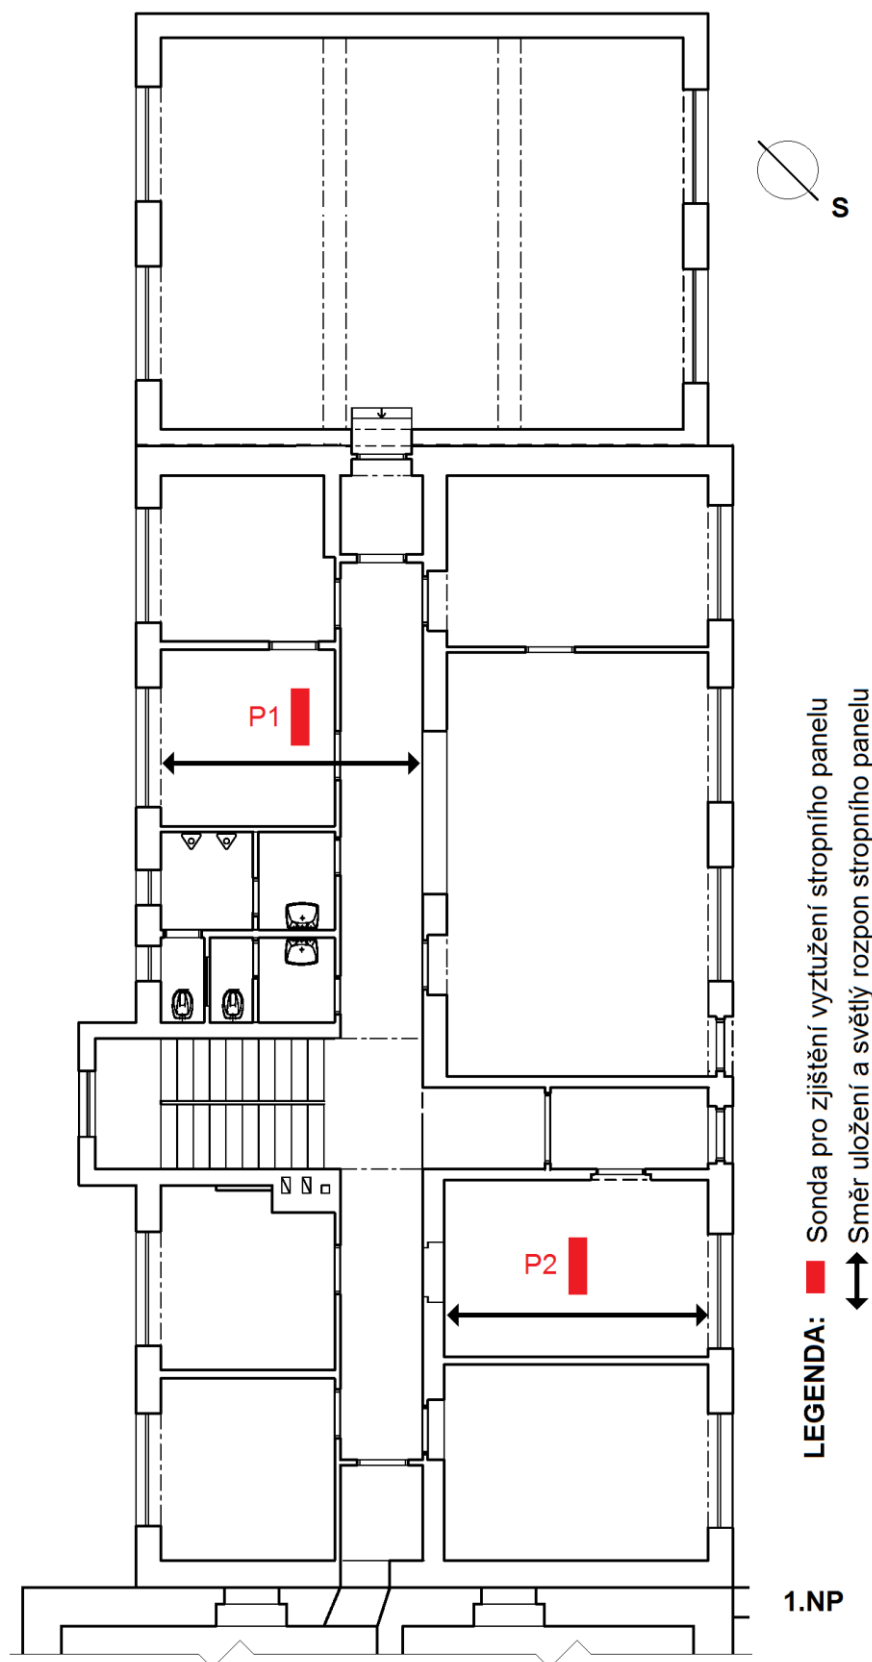 S
P1
P2
LEGENDA: Sonda pro zjištění vyztužení stropního panelu
Směr uložení a světlý rozpon stropního panelu
1.NP